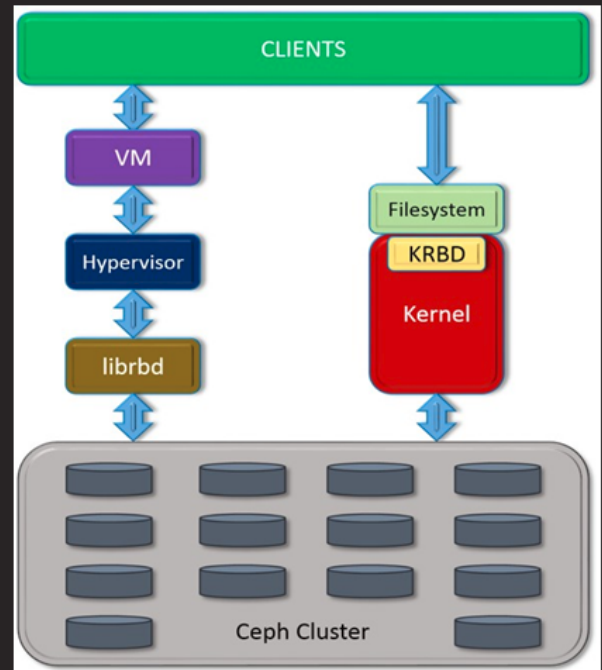 CLIENTS
VM
Hypervisor
librbd
Filesystem
KRBD
Kernel
Ceph Cluster